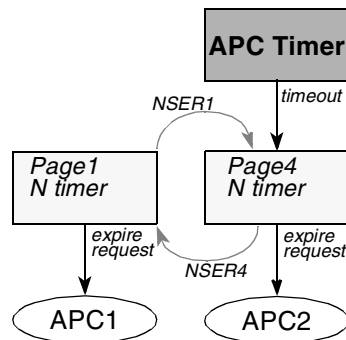 APC Timer
timeout
NSER1
Page1
N timer
Page4
N timer
expire
request
NSER4
expire
request
APC1
APC2